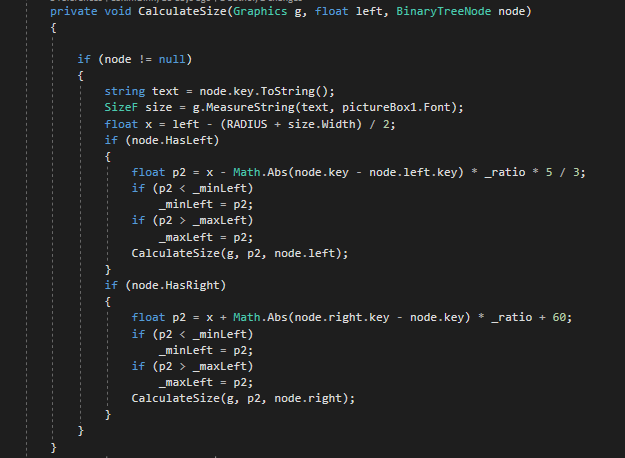 private void CalculateSize(Graphics g, float left, BinaryTreeNode node)
{
if (node != null)
{
string text = node.key.ToString();
SizeF size = g.MeasureString(text, pictureBox1.Font);
float x = left - (RADIUS + size.Width) / 2;
if (node.HasLeft)
{
float p2 = x - Math.Abs(node.key - node.left.key) * _ratio * 5 / 3;
if (p2 < _minLeft)
_minLeft = p2;
if (p2 > _maxLeft)
_maxLeft = p2;
CalculateSize(g, p2, node.left);
}
if (node.HasRight)
{
float p2 = x + Math.Abs(node.right.key - node.key) * _ratio + 60;
if (p2 < _minLeft)
_minLeft = p2;
if (p2 > _maxLeft)
_maxLeft = p2;
CalculateSize(g, p2, node.right);
}
}
}